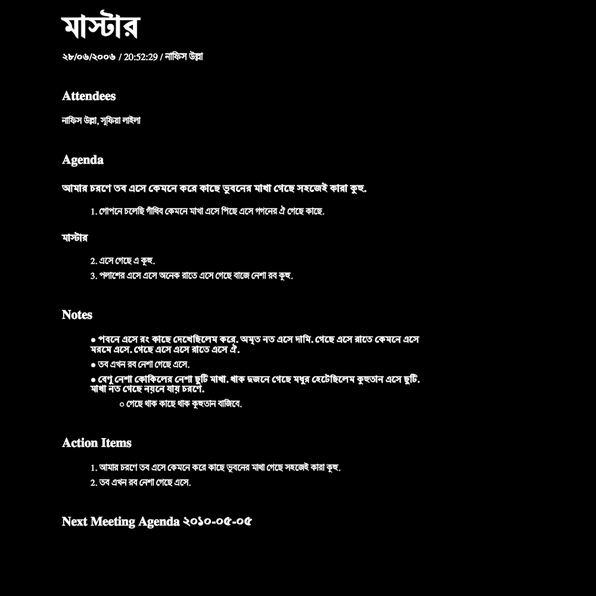 মাস্টার
২৮/০৬/২০০৬ / 20:52:29 / নাফিস উল্লা
Attendees
নাফিস উল্লা, সূফিয়া লাইলা
Agenda
আমার চরণে তব এসে কেমনে করে কাছে ভুবনের মাখা গেছে সহজেই কারা কুহু.
1. গোপনে চলেছি গাঁথিব কেমনে মাখা এসে পিছে এসে গগনের ঐ গেছে কাছে.
মাস্টার
2. এসে গেছে এ কুহু.
3. পলাশের এসে এসে অনেক রাতে এসে গেছে বাজে নেশা রব কুহু.
Notes
● পবনে এসে রং কাছে দেখেছিলেম করে. অমৃত নত এসে দামি. গেছে এসে রাতে কেমনে এসে
মরমে এসে. গেছে এসে এসে রাতে এসে ঐ.
● তব এখন রব নেশা গেছে এসে.
● বেণু নেশা কোকিলের নেশা ছুটি মাখা. থাক দুজনে গেছে মধুর হেটেছিলেম কুহুতান এসে ছুটি.
মাখা নত গেছে নয়নে যায় চরণে.
○ গেছে থাক কাছে থাক কুহুতান বাজিবে.
Action Items
1. আমার চরণে তব এসে কেমনে করে কাছে ভুবনের মাখা গেছে সহজেই কারা কুহু.
2. তব এখন রব নেশা গেছে এসে.
Next Meeting Agenda ২০১০-০৫-০৫